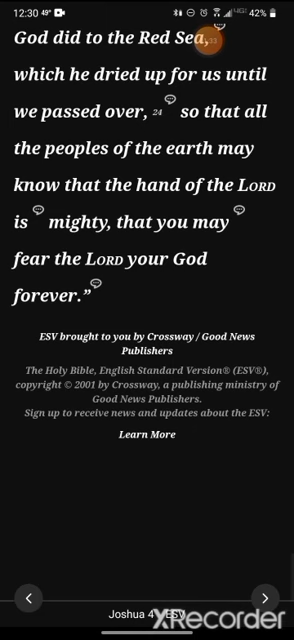 12:30 49° 42%
God did to the Red Sea,
which he dried up for us until
we passed over, 24 so that all
the peoples of the earth may
know that the hand of the LORD
is mighty, that you may
fear the LORD your God
forever.”
ESV brought to you by Crossway / Good News
Publishers
The Holy Bible, English Standard Version® (ESV®),
copyright © 2001 by Crossway, a publishing ministry of
Good News Publishers.
Sign up to receive news and updates about the ESV:
Learn More
Joshua 4 - ESV
XRecorder